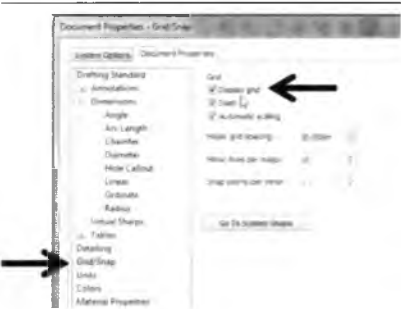 Document Properties - Grid/Snap
System Options Document Properties
Drafting Standard
Annotations
Dimensions
Angle
Arc Length
Chamfer
Diameter
Hole Callout
Linear
Ordinate
Radius
Virtual Sharps
Tables
Detailing
Grid/Snap
Units
Colors
Material Properties
Grid
Display grid
Dash
Automatic scaling
Major grid spacing:
Minor-lines per major:
Snap points per minor:
Go To System Snaps